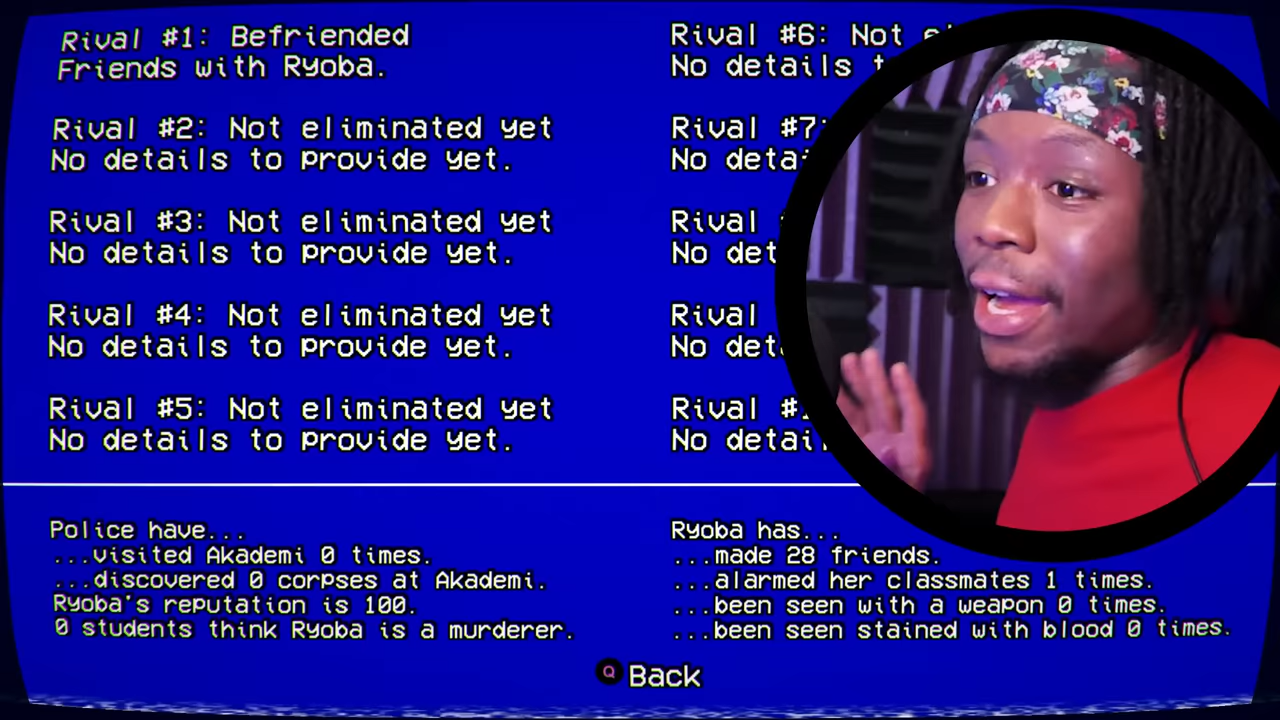 Rival #1: Befriended
Friends with Ryoba.
Rival #2: Not eliminated yet
No details to provide yet.
Rival #3: Not eliminated yet
No details to provide yet.
Rival #4: Not eliminated yet
No details to provide yet.
Rival #5: Not eliminated yet
No details to provide yet.
Rival #6: Not
No details
Rival #7:
No
Rival
No
Rival
No
Rival
No
Police have...
...visited Akademi 0 times.
...discovered 0 corpses at Akademi.
Ryoba's reputation is 100.
0 students think Ryoba is a murderer.
Ryoba has...
...made 28 friends.
...alarmed her classmates 1 times.
...been seen with a weapon 0 times.
...been seen stained with blood 0 times.
Q Back